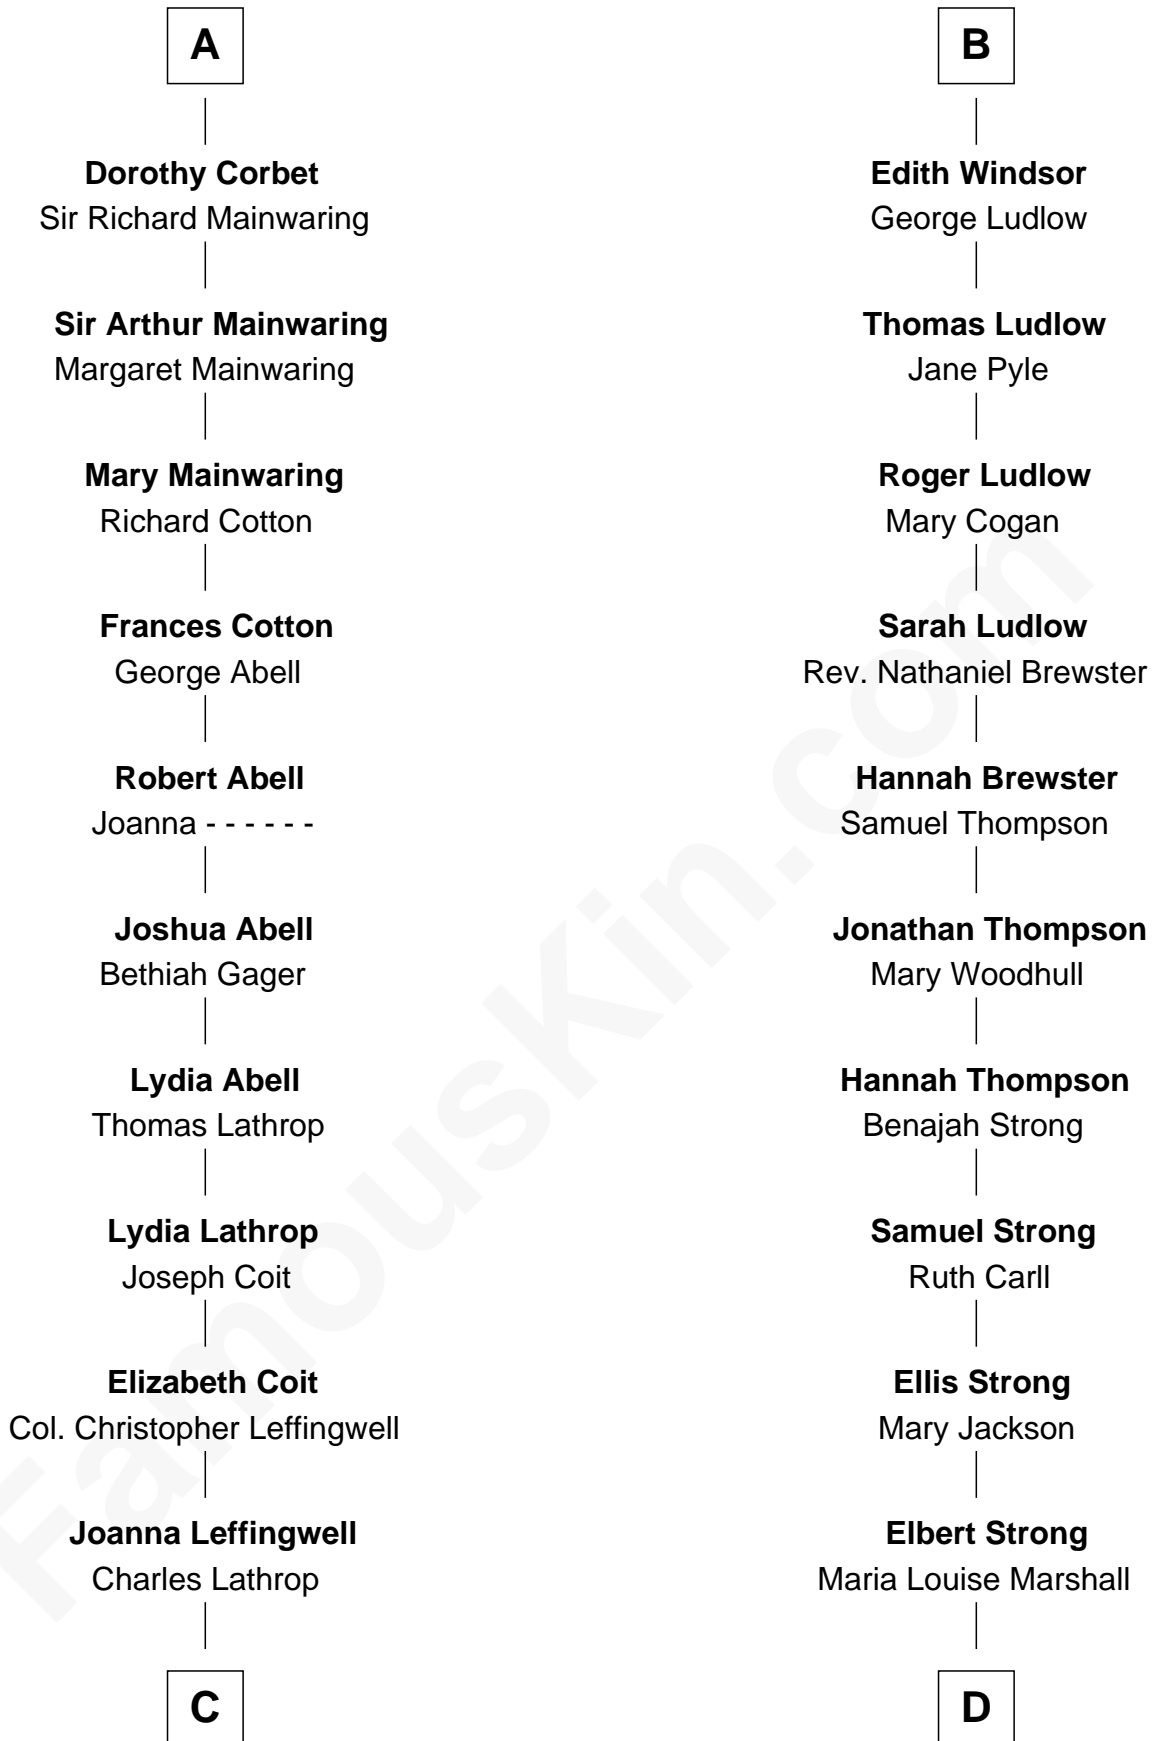 A
Dorothy Corbet
Sir Richard Mainwaring
Sir Arthur Mainwaring
Margaret Mainwaring
Mary Mainwaring
Richard Cotton
Frances Cotton
George Abell
Robert Abell
Joanna - - - - - -
Joshua Abell
Bethiah Gager
Lydia Abell
Thomas Lathrop
Lydia Lathrop
Joseph Coit
Elizabeth Coit
Col. Christopher Leffingwell
Joanna Leffingwell
Charles Lathrop
C
B
Edith Windsor
George Ludlow
Thomas Ludlow
Jane Pyle
Roger Ludlow
Mary Cogan
Sarah Ludlow
Rev. Nathaniel Brewster
Hannah Brewster
Samuel Thompson
Jonathan Thompson
Mary Woodhull
Hannah Thompson
Benajah Strong
Samuel Strong
Ruth Carll
Ellis Strong
Mary Jackson
Elbert Strong
Maria Louise Marshall
D
FamousKin.com